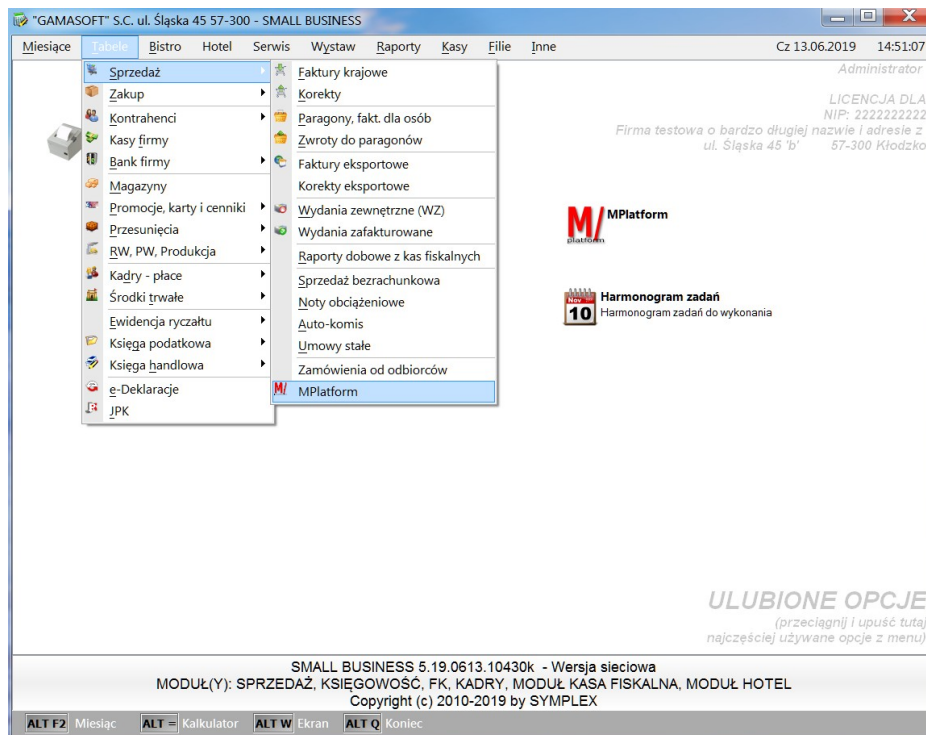 "GAMASOFT" S.C. ul. Śląska 45 57-300 - SMALL BUSINESS
Miesiące Tabele Bistro Hotel Serwis Wystaw Raporty Kasy Filie Inne Cz 13.06.2019 14:51:07
Sprzedaż
Zakup
Kontrahenci
Kasy firmy
Bank firmy
Magazyny
Promocje, karty i cenniki
Przesunięcia
RW, PW, Produkcja
Kadry - płace
Środki trwałe
Ewidencja ryczałtu
Księga podatkowa
Księga handlowa
e-Deklaracje
JPK
Faktury krajowe
Korekty
Paragony, fakt. dla osób
Zwroty do paragonów
Faktury eksportowe
Korekty eksportowe
Wydania zewnętrzne (WZ)
Wydania zafakturowane
Raporty dobowe z kas fiskalnych
Sprzedaż bezrachunkowa
Noty obciążeniowe
Auto-komis
Umowy stałe
Zamówienia od odbiorców
M/ MPlatform
Administrator
LICENCJA DLA
NIP: 2222222222
Firma testowa o bardzo długiej nazwie i adresie z
ul. Śląska 45 'b' 57-300 Kłodzko
M/ MPlatform
platform
Harmonogram zadań
Nov 10 Harmonogram zadań do wykonania
ULUBIONE OPCJE
(przeciągnij i upuść tutaj
najczęściej używane opcje z menu)
SMALL BUSINESS 5.19.0613.10430k - Wersja sieciowa
MODUŁ(Y): SPRZEDAŻ, KSIĘGOWOŚĆ, FK, KADRY, MODUŁ KASA FISKALNA, MODUŁ HOTEL
Copyright (c) 2010-2019 by SYMPLEX
ALT F2 Miesiąc ALT = Kalkulator ALT W Ekran ALT Q Koniec